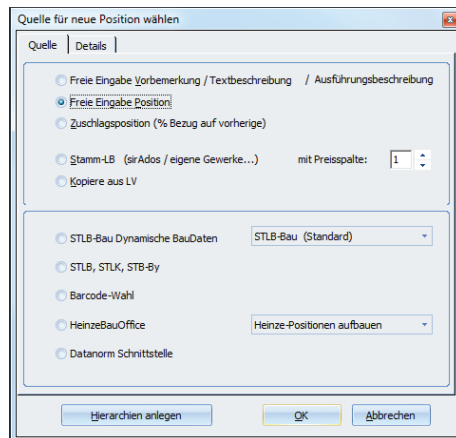 Quelle für neue Position wählen
Quelle Details
Freie Eingabe Vorbemerkung / Textbeschreibung / Ausführungsbeschreibung
Freie Eingabe Position
Zuschlagsposition (% Bezug auf vorherige)
Stamm-LB (sirAdos / eigene Gewerke...) mit Preisspalte: 1
Kopiere aus LV
STLB-Bau Dynamische BauDaten STLB-Bau (Standard)
STLB, STLK, STB-By
Barcode-Wahl
HeinzeBauOffice Heinze-Positionen aufbauen
Datanorm Schnittstelle
Hierarchien anlegen OK Abbrechen